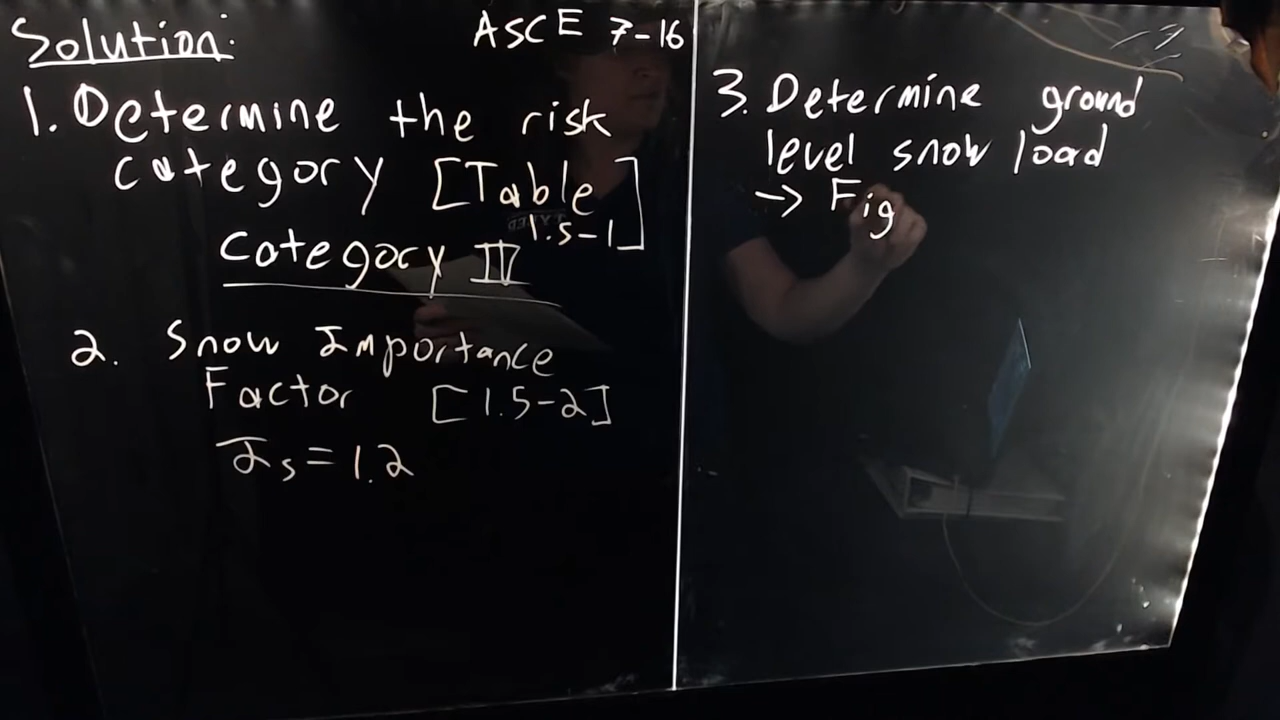 Solution:
ASCE 7-16
1. Determine the risk
category [Table
1.5-1]
Category IV
2. Snow Importance
Factor [1.5-2]
Is = 1.2
3. Determine ground
level snow load
→ Fig